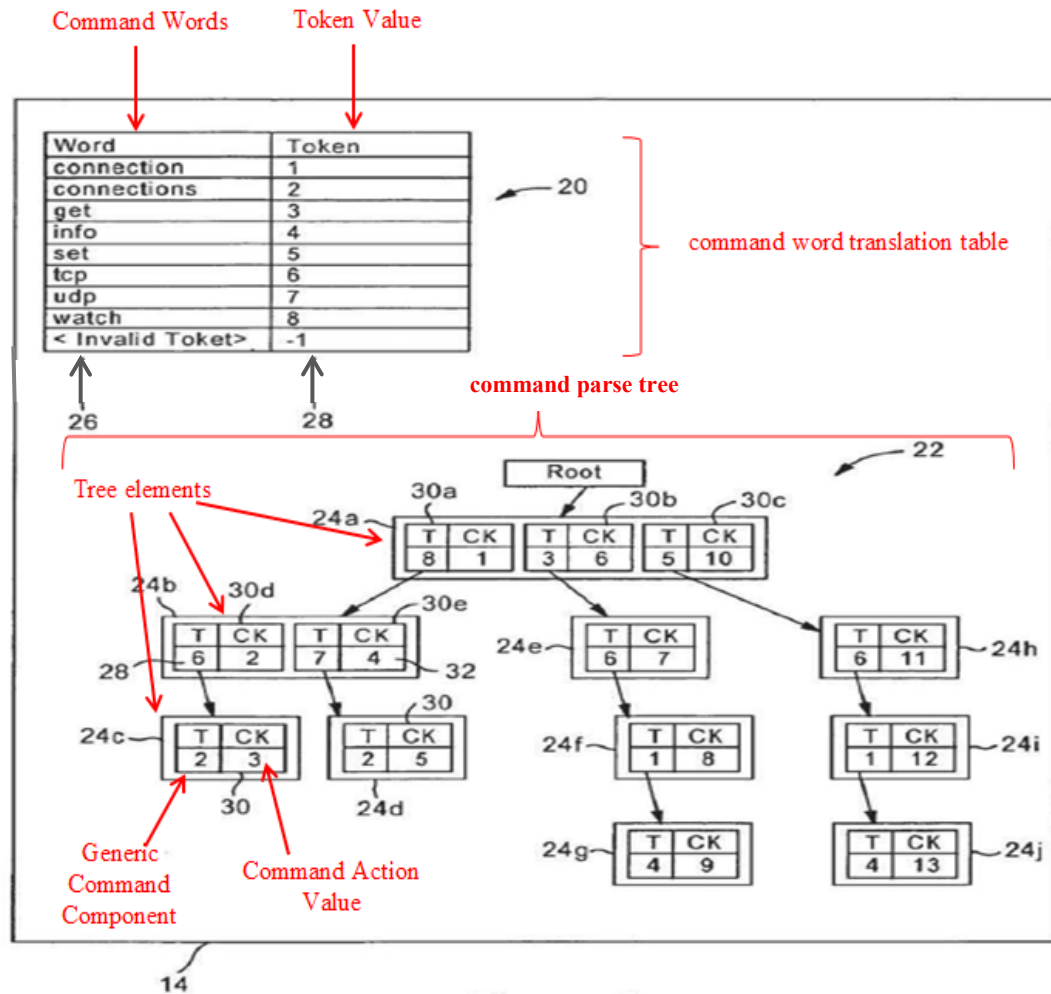 Command Words Token Value
Word Token
connection 1
connections 2
get 3
info 4
set 5
tcp 6
udp 7
watch 8
< Invalid Toket> -1
20
command word translation table
26 28
command parse tree
22
Root
Tree elements
24a 30a 30b 30c
T CK T CK T CK
8 1 3 6 5 10
24b 30d 30e
T CK T CK T CK T CK
6 2 7 4 6 7 6 11
28 32 24e 24h
30
T CK T CK T CK T CK
2 3 2 5 1 8 1 12
24c 30 24d 24f 24i
T CK T CK
4 9 4 13
24g 24j
Generic
Command
Component
Command Action
Value
14